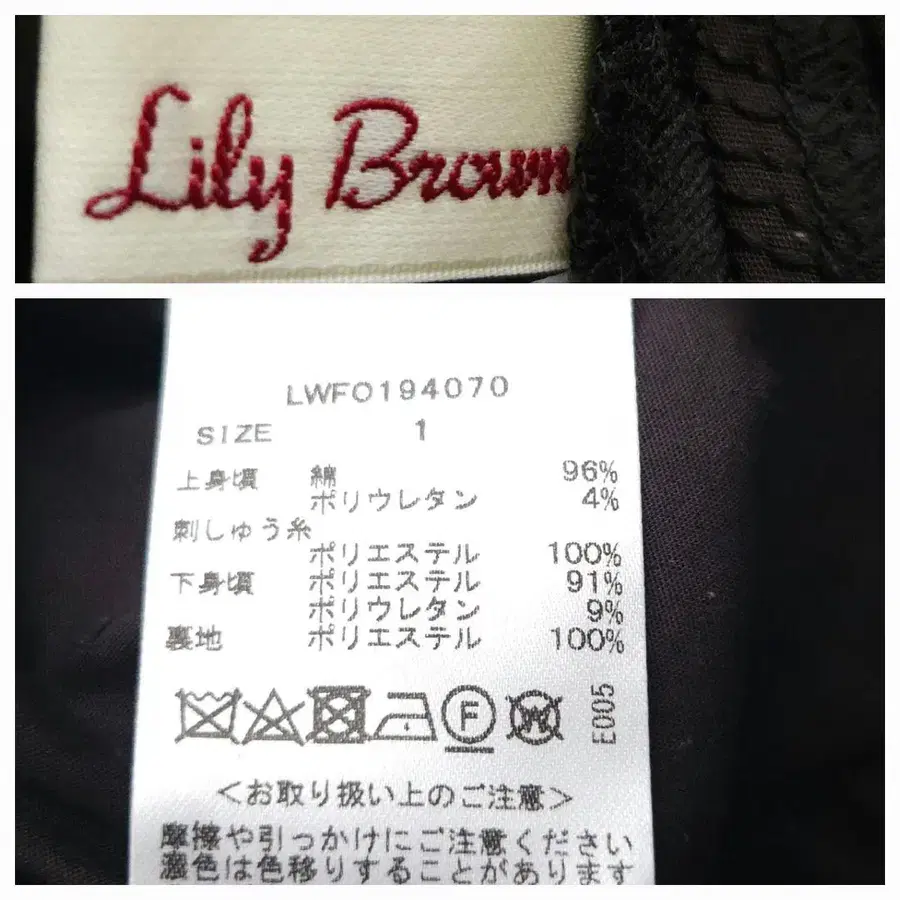 Lily Brown
LWFO194070
SIZE 1
上身頃 綿 96%
ポリウレタン 4%
刺しゅう糸
ポリエステル 100%
下身頃 ポリエステル 91%
ポリウレタン 9%
裏地 ポリエステル 100%
F W E005
<お取り扱い上のご注意>
摩擦や引っかけにご注意ください
濃色は色移りすることがあります